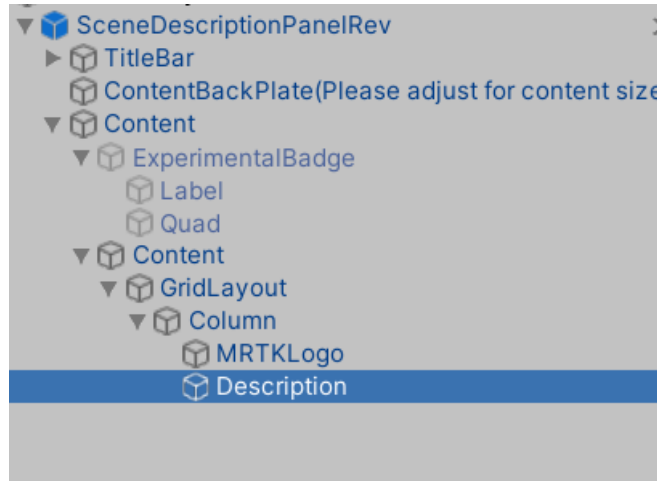 SceneDescriptionPanelRev
TitleBar
ContentBackPlate(Please adjust for content size
Content
ExperimentalBadge
Label
Quad
Content
GridLayout
Column
MRTKLogo
Description